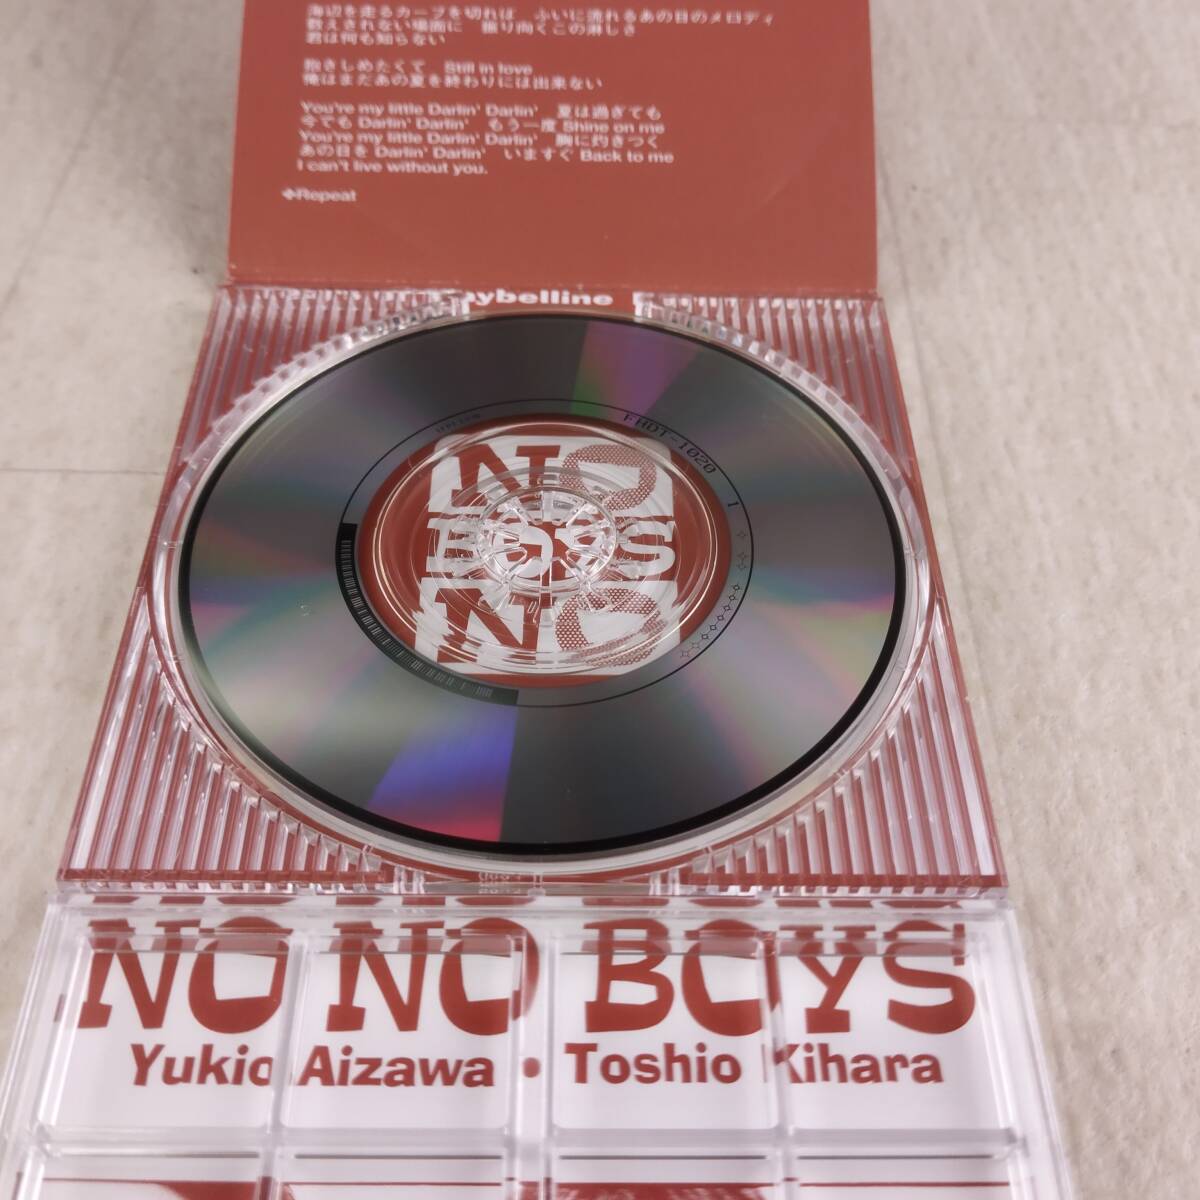 海辺を走るカーブを切れば ふいに流れるあの日のメロディ
数えきれない場面に 振り向くこの淋しさ
君は何も知らない
抱きしめたくて Still in love
俺はまだあの夏を終わりには出来ない
You're my little Darlin' Darlin' 夏は過ぎても
今でも Darlin' Darlin' もう一度 Shine on me
You're my little Darlin' Darlin' 胸に灼きつく
あの日を Darlin' Darlin' いますぐ Back to me
I can't live without you.
Repeat
FHDT-1020 1
NO
BOYS
NO
NO NO BOYS
Yukio Aizawa • Toshio Kihara